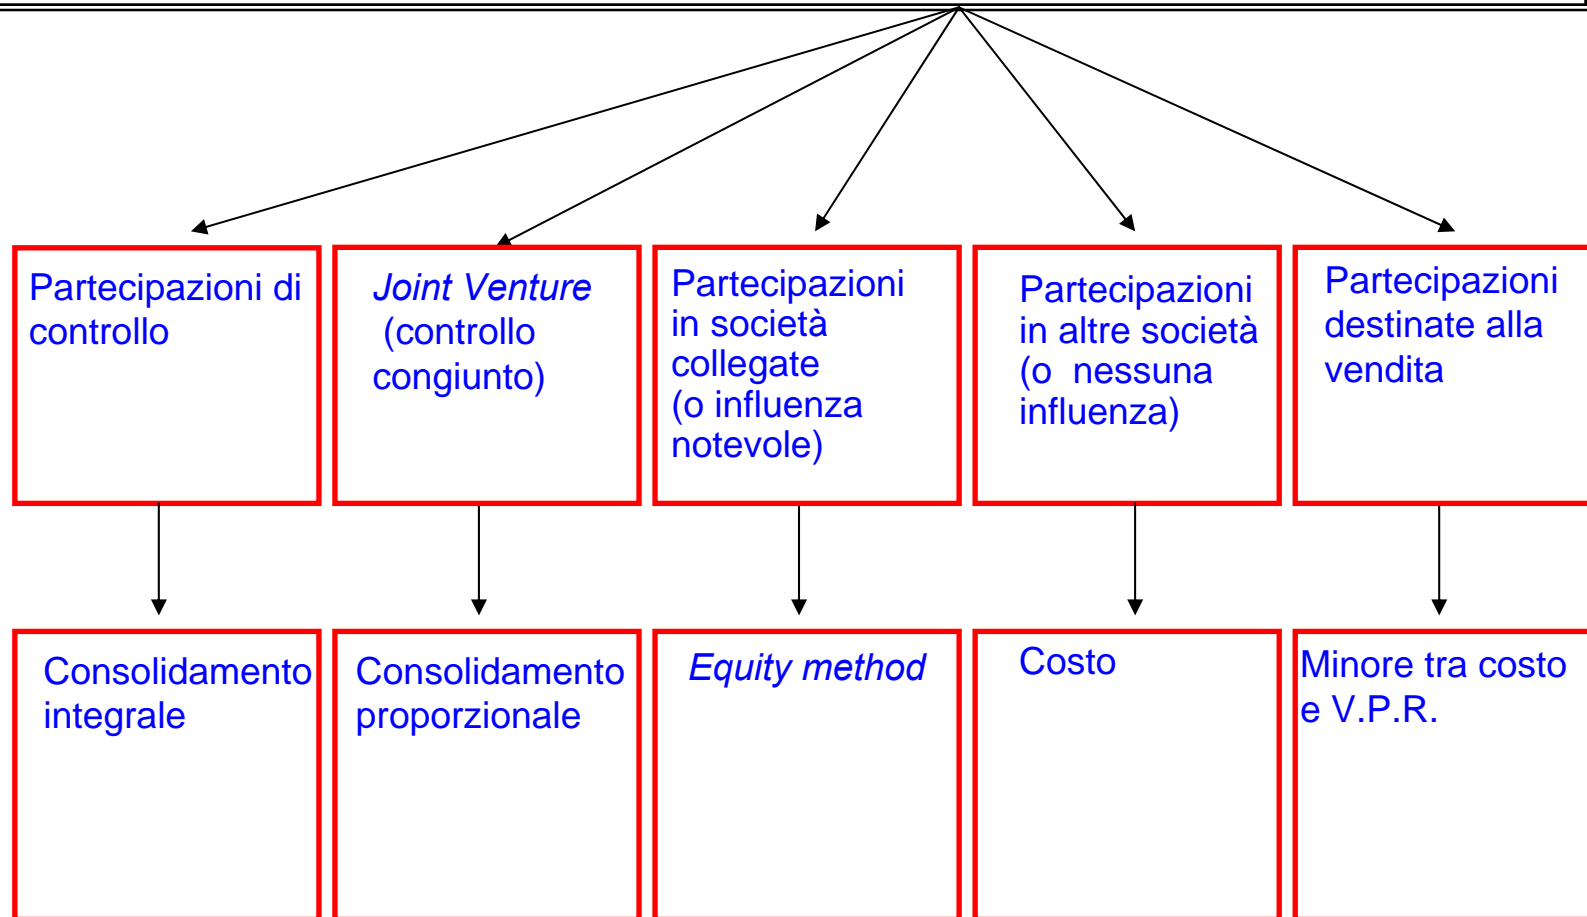 Partecipazioni di
controllo
Joint Venture
(controllo
congiunto)
Partecipazioni
in società
collegate
(o influenza
notevole)
Partecipazioni
in altre società
(o nessuna
influenza)
Partecipazioni
destinate alla
vendita
Consolidamento
integrale
Consolidamento
proporzionale
Equity method
Costo
Minore tra costo
e V.P.R.